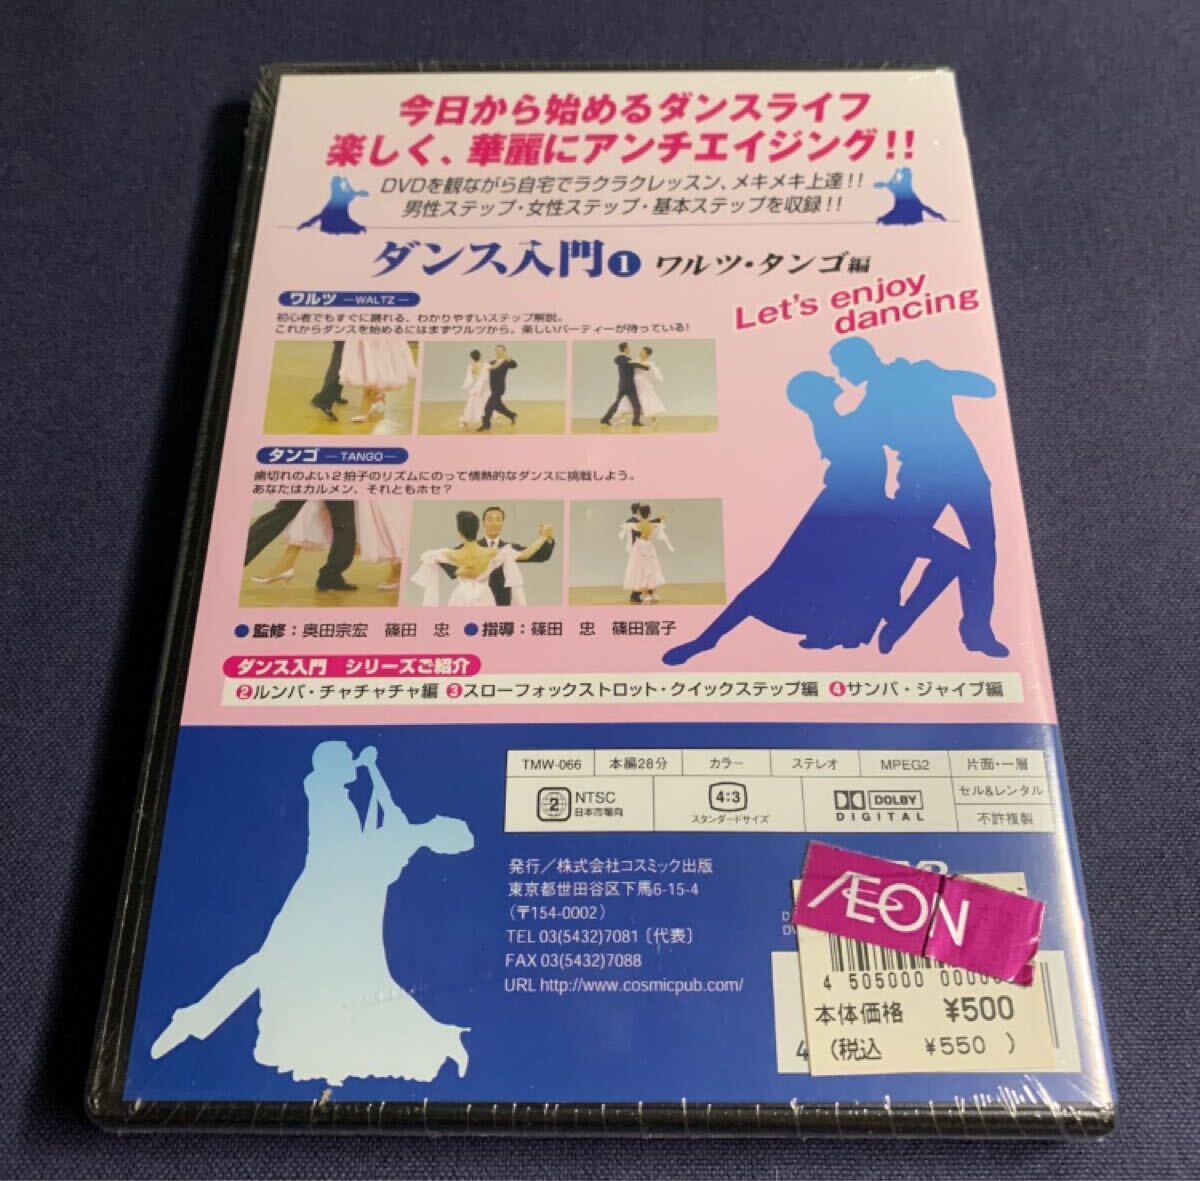 今日から始めるダンスライフ
楽しく、華麗にアンチエイジング!!
DVDを観ながら自宅でラクラクレッスン、メキメキ上達!!
男性ステップ・女性ステップ・基本ステップを収録!!
ダンス入門❶ ワルツ・タンゴ編
Let's enjoy
dancing
ワルツ —WALTZ—
初心者でもすぐに踊れる、わかりやすいステップ解説。
これからダンスを始めるにはまずワルツから。楽しいパーティーが待っている!
タンゴ —TANGO—
歯切れのよい2拍子のリズムにのって情熱的なダンスに挑戦しよう。
あなたはカルメン、それともホセ?
●監修:奥田宗宏 篠田 忠 ●指導:篠田 忠 篠田富子
ダンス入門 シリーズご紹介
❷ルンバ・チャチャチャ編 ❸スローフォックストロット・クイックステップ編 ❹サンバ・ジャイブ編
TMW-066 本編28分 カラー ステレオ MPEG2 片面・一層
2 NTSC 日本市場向
4:3 スタンダードサイズ
DOLBY DIGITAL
セル&レンタル
不許複製
発行/株式会社コスミック出版
東京都世田谷区下馬6-15-4
(〒154-0002)
TEL 03(5432)7081〔代表〕
FAX 03(5432)7088
URL http://www.cosmicpub.com/
ÆON
4 505000 00000
本体価格 ¥500
(税込 ¥550 )